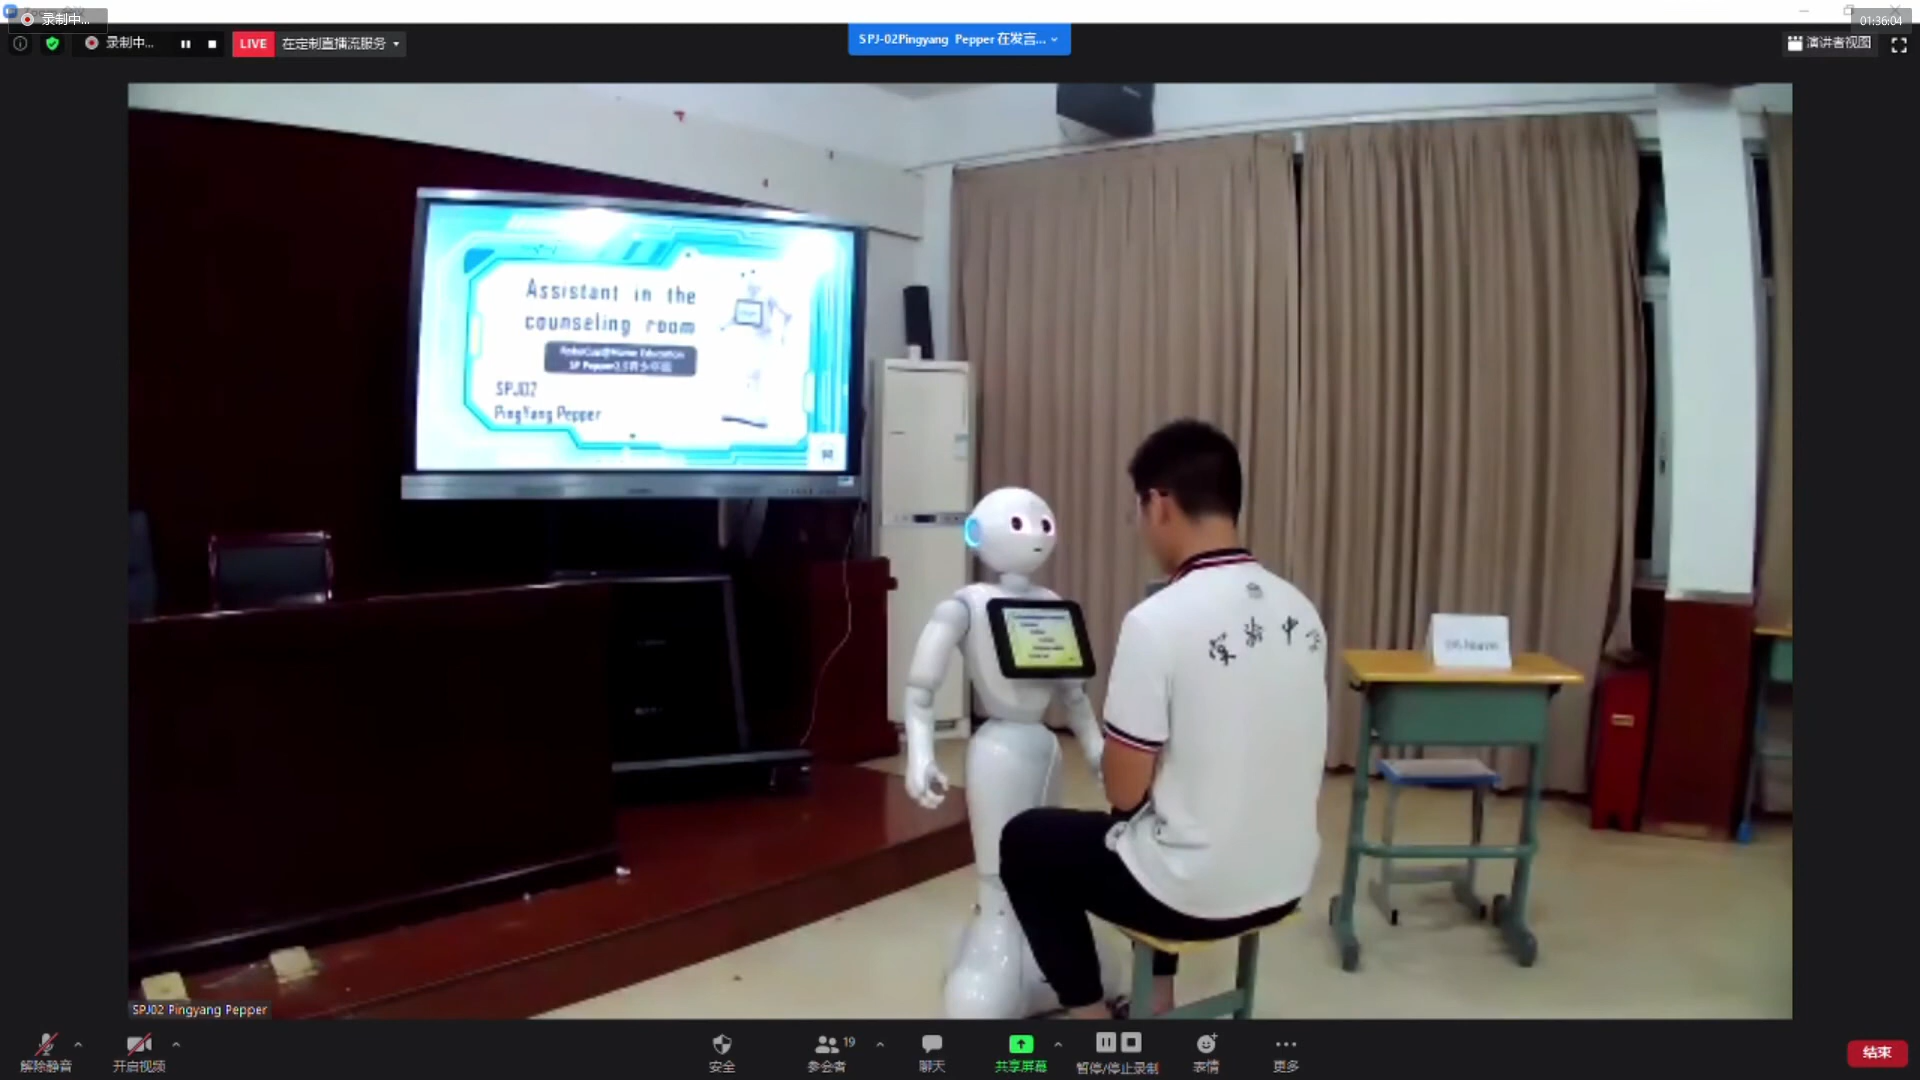 录制中...
01:36:04
录制中...
LIVE
在定制直播流服务
SPJ-02Pingyang Pepper 在发言...
演讲者视图
Assistant in the
counseling room
RoboCup@Home Education
SPJ02
PingYang Pepper
SPJ02 Pingyang Pepper
解除静音
开启视频
安全
19
参会者
聊天
共享屏幕
暂停/停止录制
表情
更多
结束